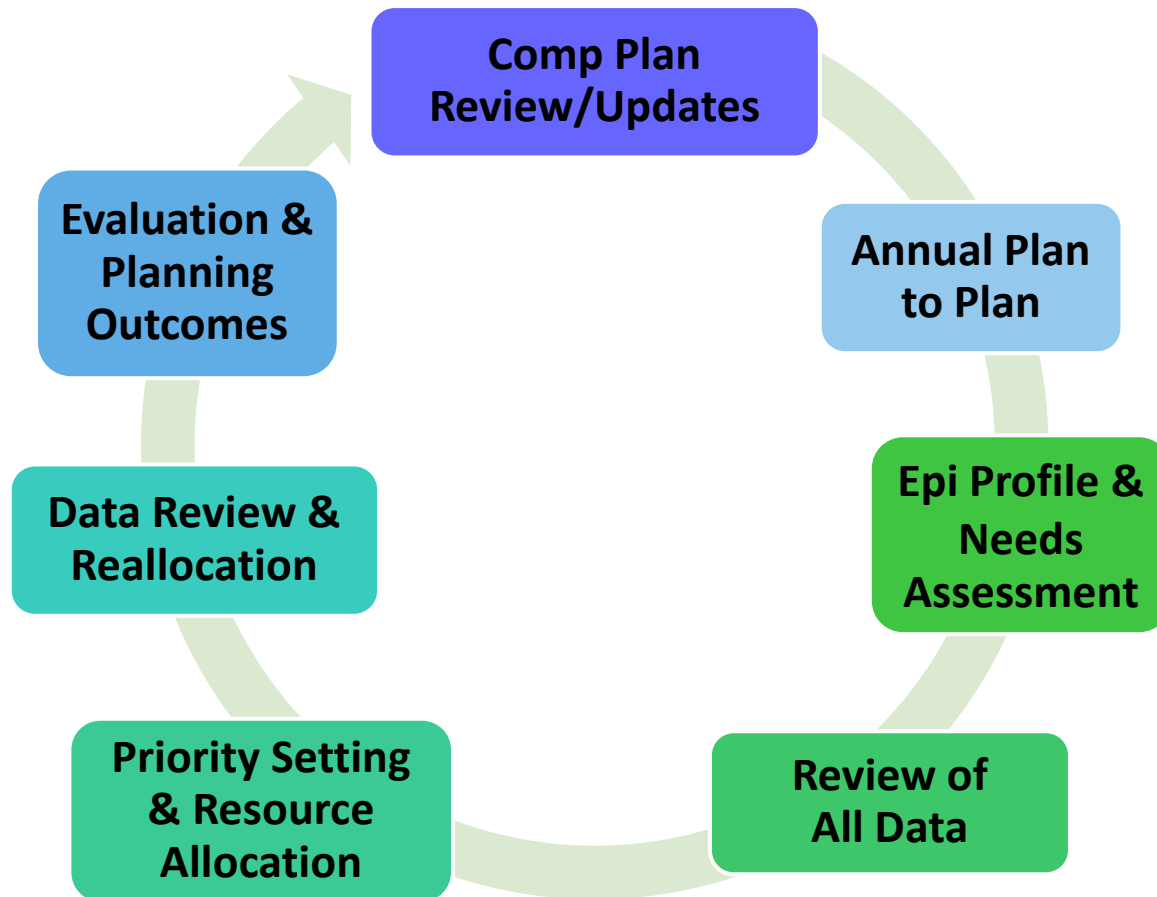 Comp Plan
Review/Updates
Annual Plan
to Plan
Epi Profile &
Needs
Assessment
Review of
All Data
Priority Setting
& Resource
Allocation
Data Review &
Reallocation
Evaluation &
Planning
Outcomes